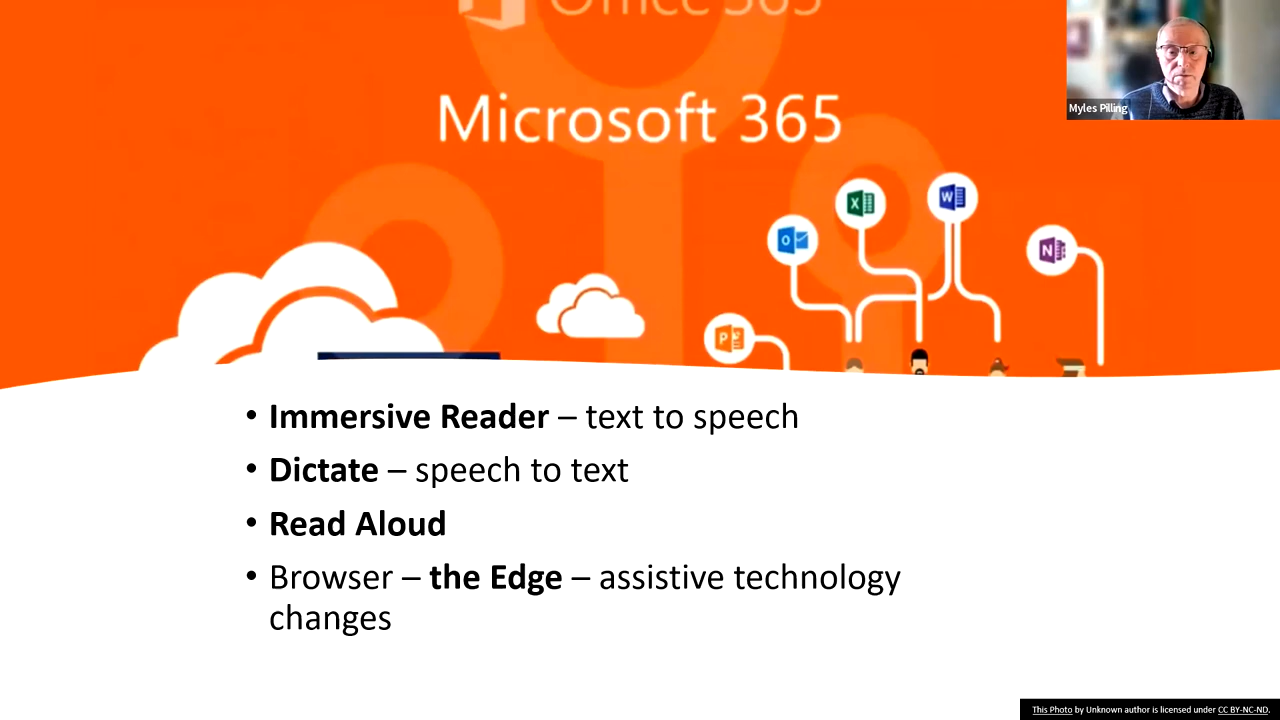 Office 365
Microsoft 365
Myles Pilling
X
W
O
N
P
• Immersive Reader – text to speech
• Dictate – speech to text
• Read Aloud
• Browser – the Edge – assistive technology
changes
This Photo by Unknown author is licensed under CC BY-NC-ND.